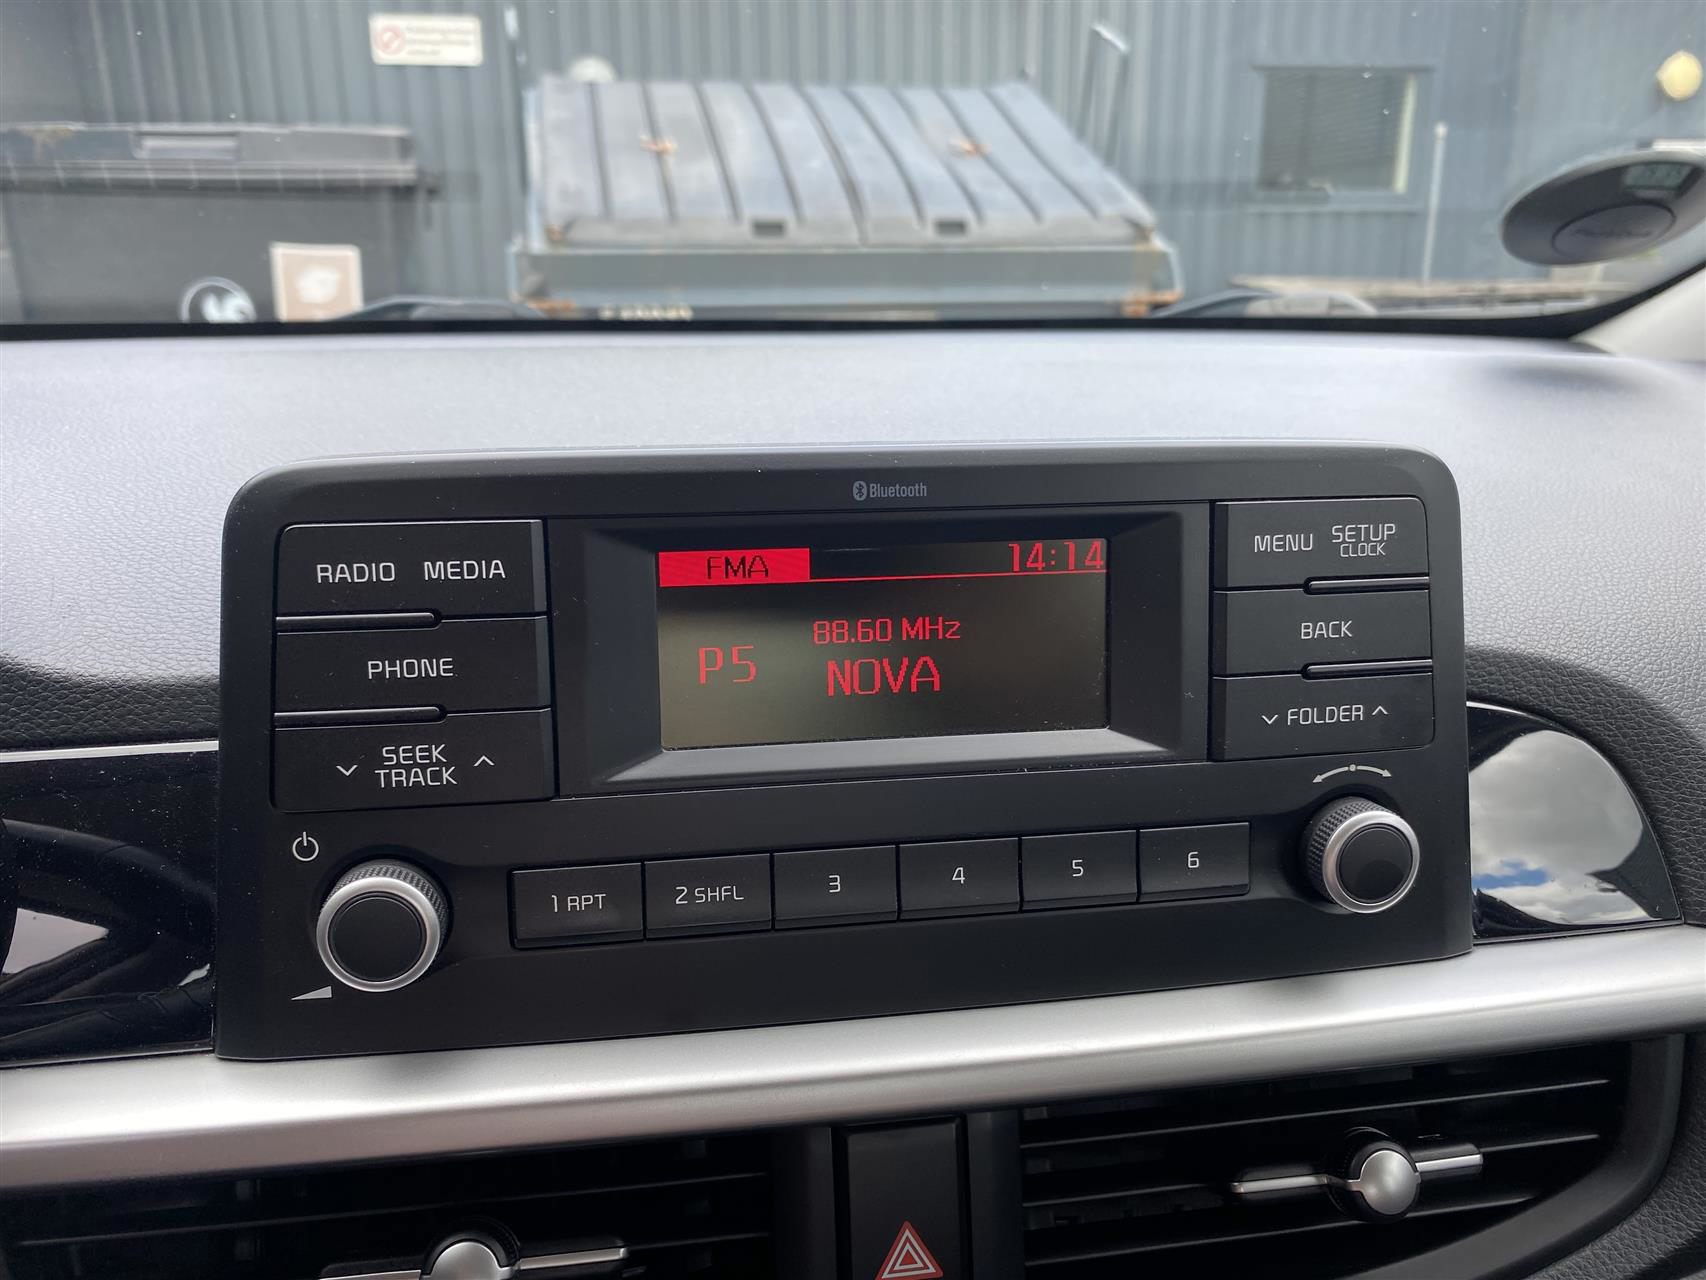 Bluetooth
RADIO MEDIA
FMA 14:14
MENU SETUP
CLOCK
88.60 MHz
P5 NOVA
PHONE
BACK
SEEK
TRACK
FOLDER
1 RPT 2 SHFL 3 4 5 6